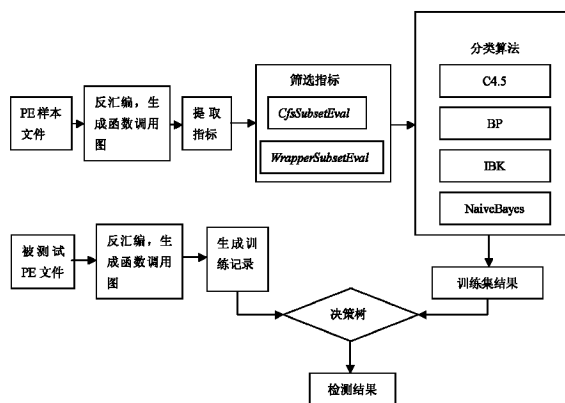 PE样本
文件
反汇编，生
成函数调用
图
提取
指标
筛选指标
CfsSubsetEval
WrapperSubsetEval
分类算法
C4.5
BP
IBK
NaiveBayes
被测试
PE文件
反汇编，生
成函数调用
图
生成训
练记录
训练集结果
决策树
检测结果